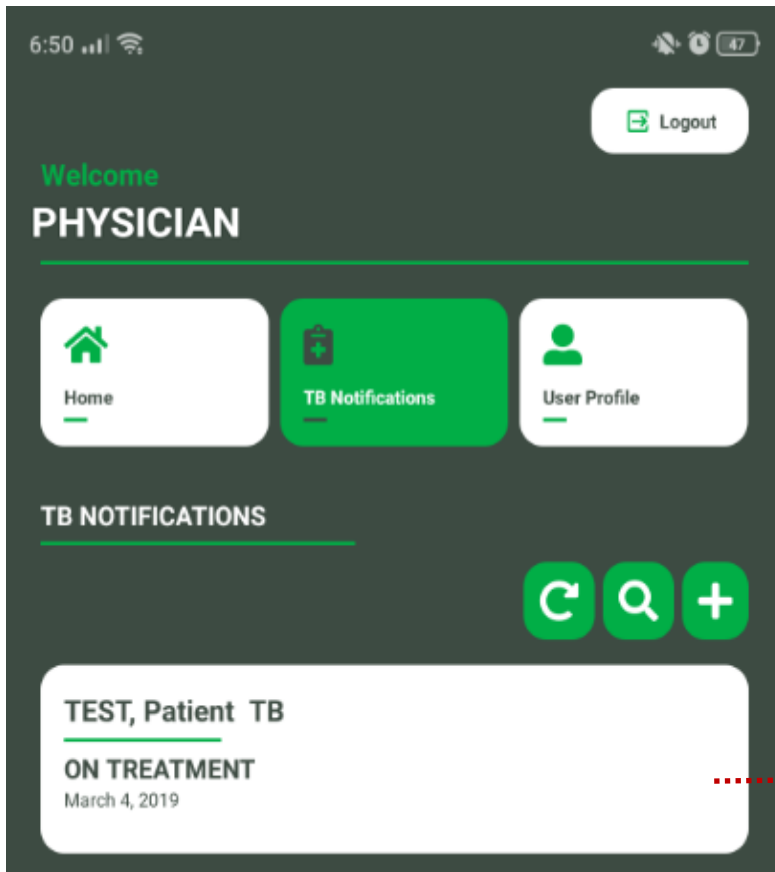 6:50
47
Logout
Welcome
PHYSICIAN
Home
TB Notifications
User Profile
TB NOTIFICATIONS
TEST, Patient  TB
ON TREATMENT
March 4, 2019